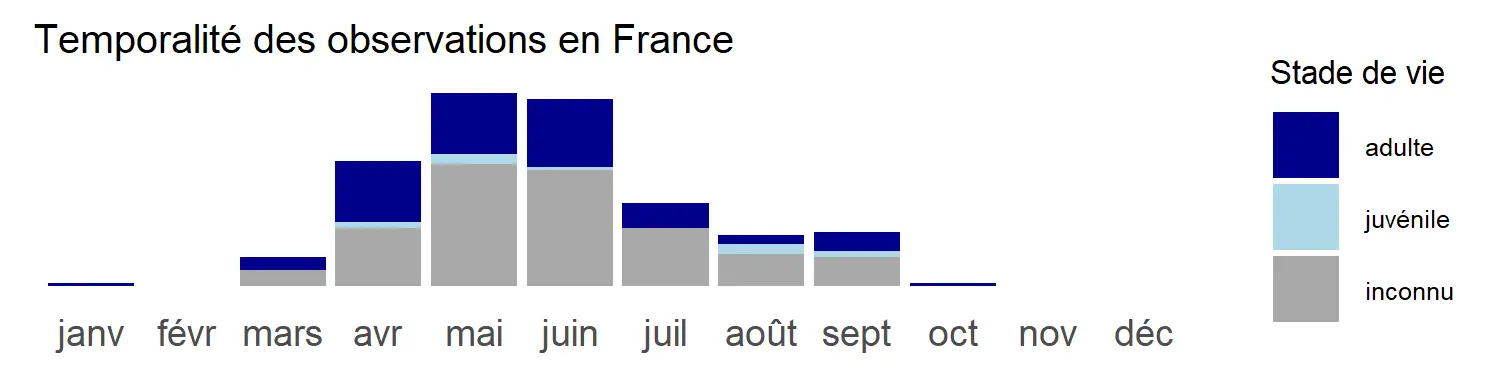 Temporalité des observations en France
Stade de vie
adulte
juvénile
inconnu
janv févr mars avr mai juin juil août sept oct nov déc